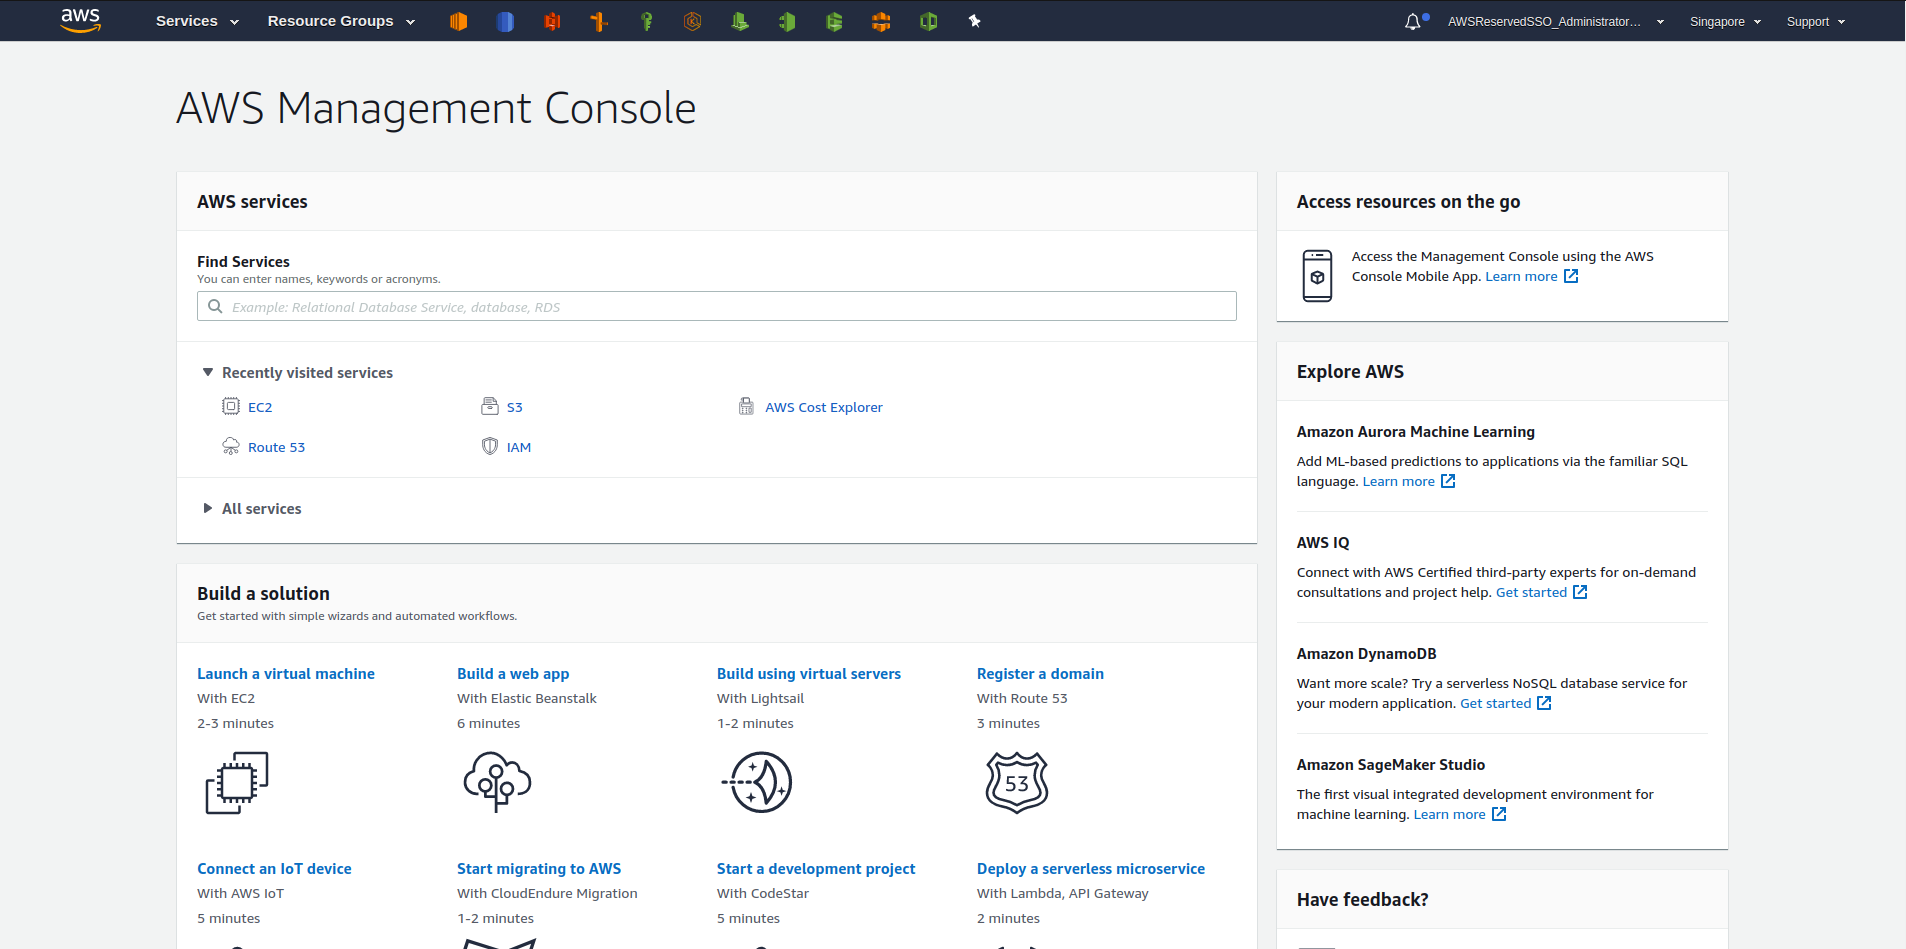 aws
Services
Resource Groups
AWSReservedSSO_Administrator...
Singapore
Support
AWS Management Console
AWS services
Find Services
You can enter names, keywords or acronyms.
Example: Relational Database Service, database, RDS
Recently visited services
EC2
S3
AWS Cost Explorer
Route 53
IAM
All services
Build a solution
Get started with simple wizards and automated workflows.
Launch a virtual machine
With EC2
2-3 minutes
Build a web app
With Elastic Beanstalk
6 minutes
Build using virtual servers
With Lightsail
1-2 minutes
Register a domain
With Route 53
3 minutes
53
Connect an IoT device
With AWS IoT
5 minutes
Start migrating to AWS
With CloudEndure Migration
1-2 minutes
Start a development project
With CodeStar
5 minutes
Deploy a serverless microservice
With Lambda, API Gateway
2 minutes
Access resources on the go
Access the Management Console using the AWS
Console Mobile App. Learn more
Explore AWS
Amazon Aurora Machine Learning
Add ML-based predictions to applications via the familiar SQL
language. Learn more
AWS IQ
Connect with AWS Certified third-party experts for on-demand
consultations and project help. Get started
Amazon DynamoDB
Want more scale? Try a serverless NoSQL database service for
your modern application. Get started
Amazon SageMaker Studio
The first visual integrated development environment for
machine learning. Learn more
Have feedback?